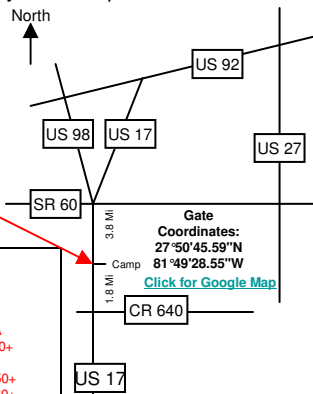 North
US 92
US 98
US 17
US 27
SR 60
3.8 Mi
Gate
Coordinates:
27°50'45.59"N
81°49'28.55"W
Camp
Click for Google Map
1.8 Mi
CR 640
US 17